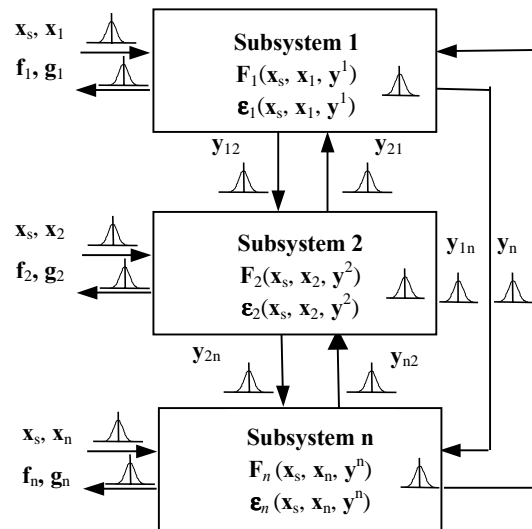 x_s, x_1
f_1, g_1
Subsystem 1
F_1(x_s, x_1, y^1)
ε_1(x_s, x_1, y^1)
y_12
y_21
x_s, x_2
f_2, g_2
Subsystem 2
F_2(x_s, x_2, y^2)
ε_2(x_s, x_2, y^2)
y_1n
y_n
y_2n
y_n2
x_s, x_n
f_n, g_n
Subsystem n
F_n (x_s, x_n, y^n)
ε_n (x_s, x_n, y^n)